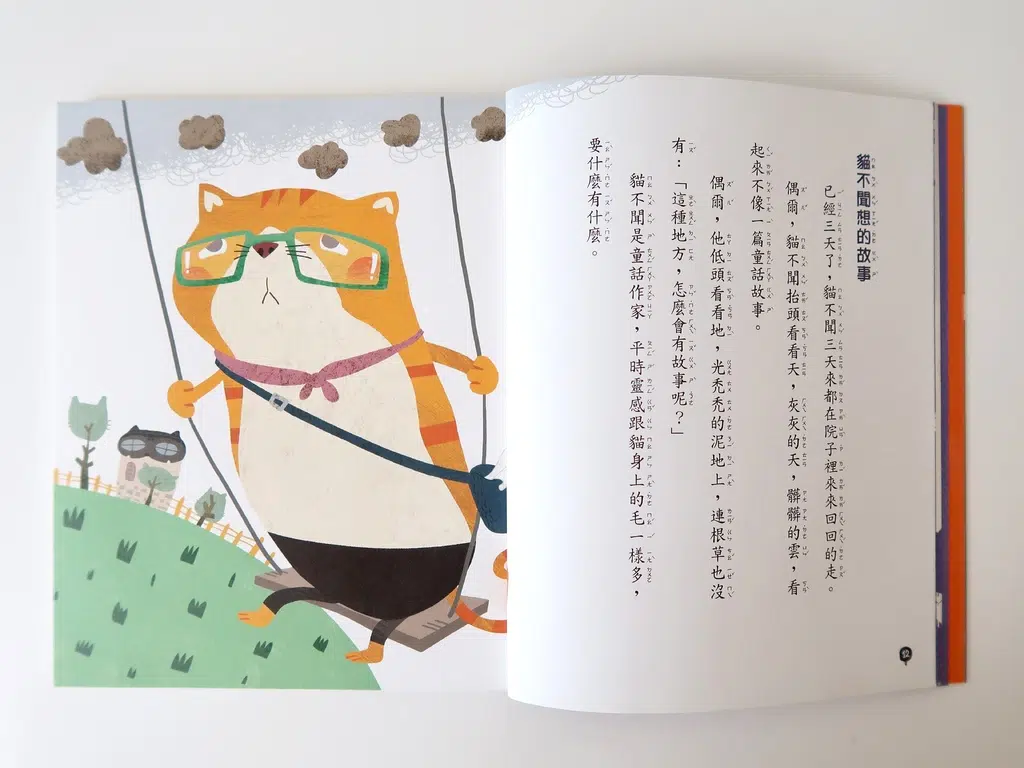 貓不聞想的故事
已經三天了，貓不聞三天來都在院子裡來來回回的走。
偶爾，貓不聞抬頭看看天，灰灰的天，髒髒的雲，看
起來不像一篇童話故事。
偶爾，他低頭看看地，光禿禿的泥地上，連根草也沒
有：「這種地方，怎麼會有故事呢？」
貓不聞是童話作家，平時靈感跟貓身上的毛一樣多，
要什麼有什麼。